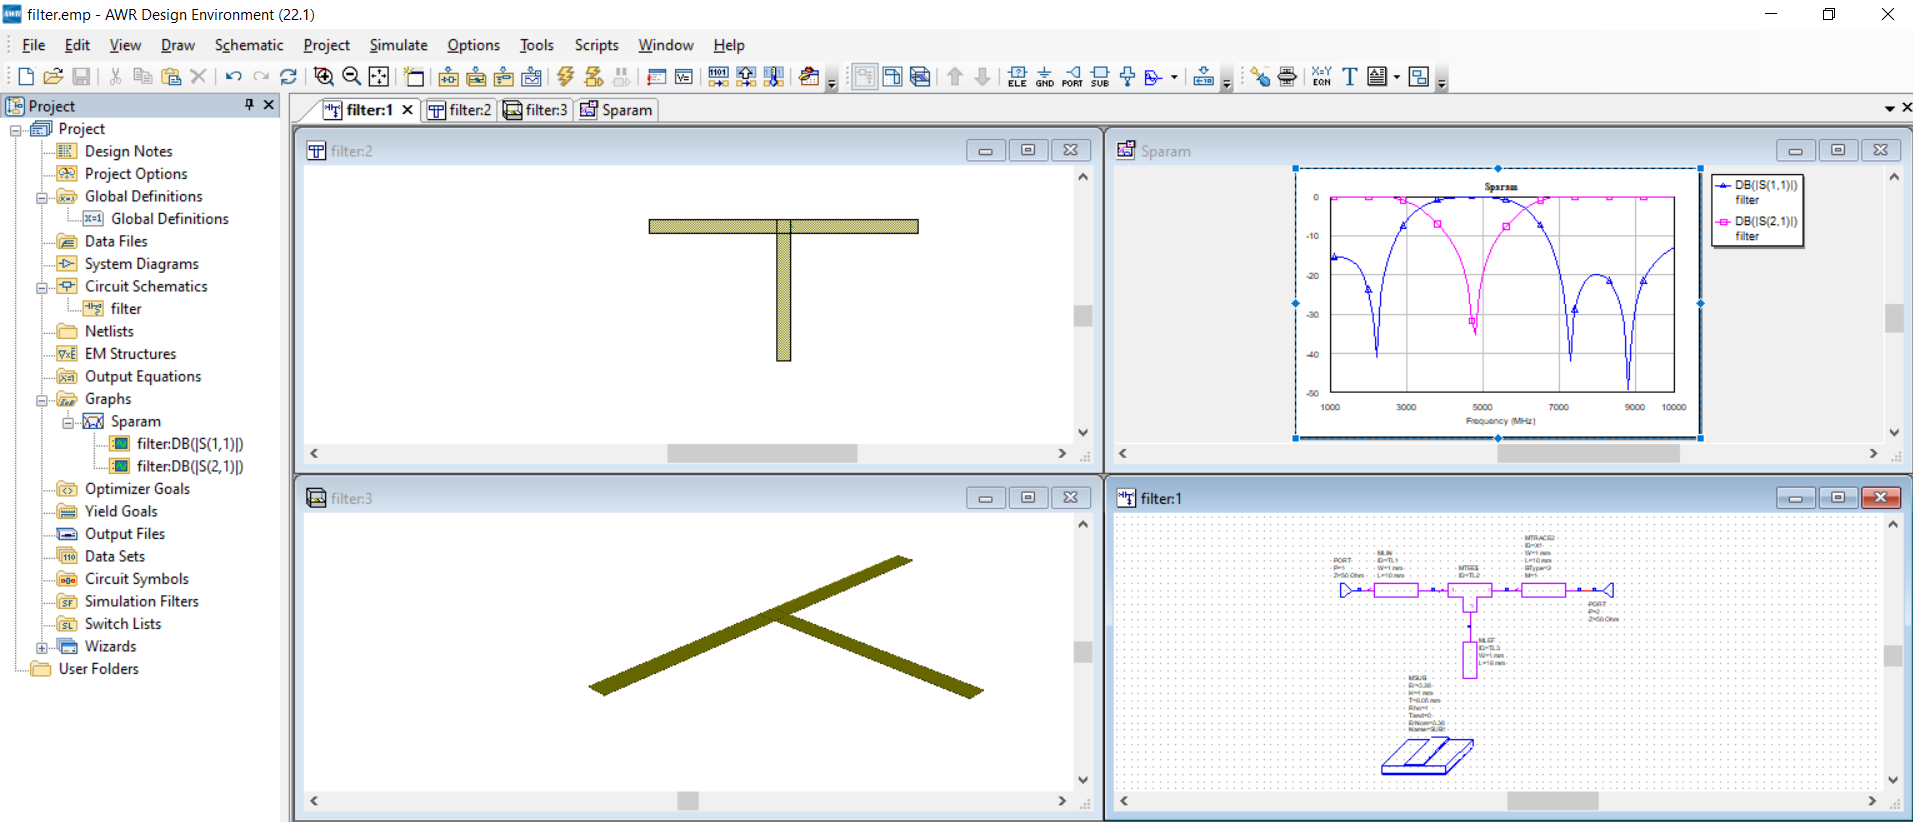 filter.emp - AWR Design Environment (22.1)
File Edit View Draw Schematic Project Simulate Options Tools Scripts Window Help
ELE GND PORT SUB X=Y EQN T
Project
filter:1 filter:2 filter:3 Sparam
Project
Design Notes
Project Options
Global Definitions
Global Definitions
Data Files
System Diagrams
Circuit Schematics
filter
Netlists
EM Structures
Output Equations
Graphs
Sparam
filter:DB(|S(1,1)|)
filter:DB(|S(2,1)|)
Optimizer Goals
Yield Goals
Output Files
Data Sets
Circuit Symbols
Simulation Filters
Switch Lists
Wizards
User Folders
filter:2
Sparam
Sparam
0
-10
-20
-30
-40
-50
1000 3000 5000 7000 9000 10000
Frequency (MHz)
DB(|S(1,1)|)
filter
DB(|S(2,1)|)
filter
filter:3
filter:1
PORT
P=1
Z=50 Ohm
MLIN
ID=TL1
W=1 mm
L=10 mm
ID=TL2
MTRACE2
ID=X1
W=1 mm
L=10 mm
BType=2
M=1
PORT
P=2
Z=50 Ohm
MLEF
ID=TL3
W=1 mm
L=10 mm
MSUB
H=1 mm
T=0.05 mm
Rho=1
Tand=0
Name=SUB1